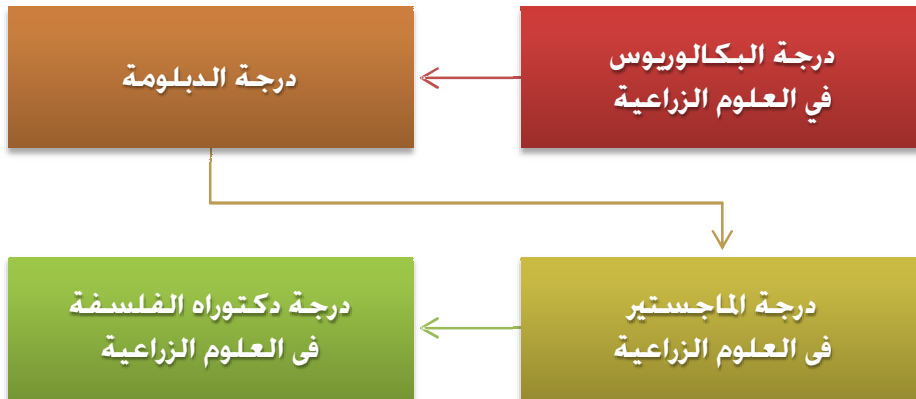 درجة البكالوريوس
في العلوم الزراعية
درجة الدبلومة
درجة الماجستير
فى العلوم الزراعية
درجة دكتوراه الفلسفة
فى العلوم الزراعية